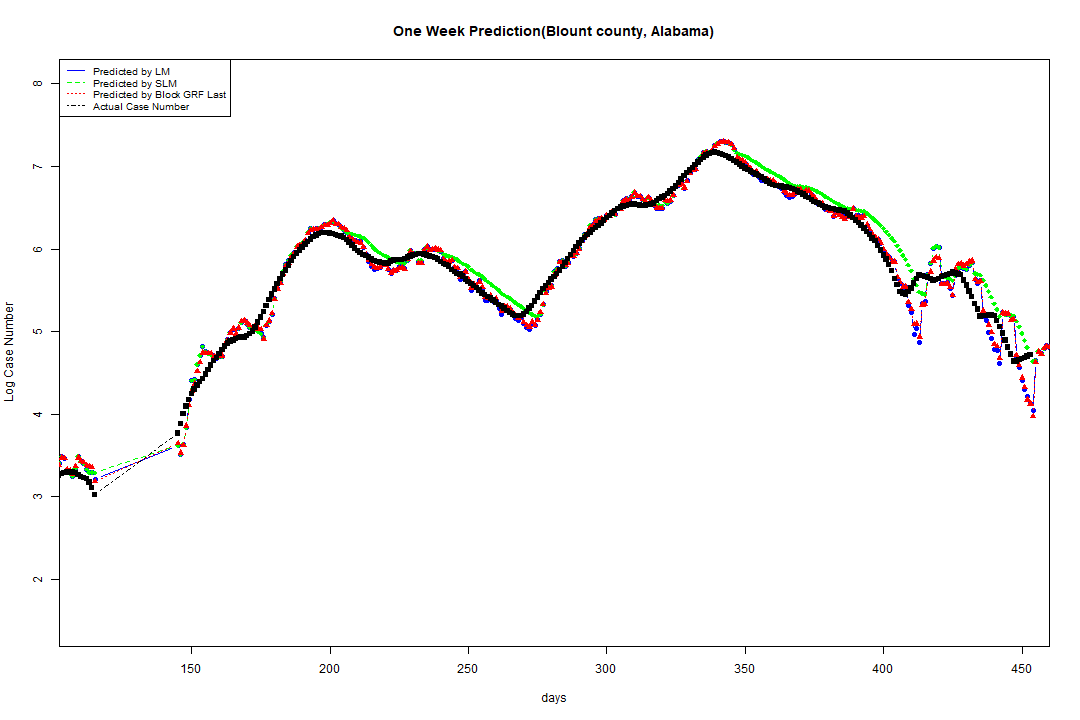 One Week Prediction(Blount county, Alabama)
Predicted by LM
Predicted by SLM
Predicted by Block GRF Last
Actual Case Number
8
7
6
5
4
3
2
Log Case Number
150 200 250 300 350 400 450
days